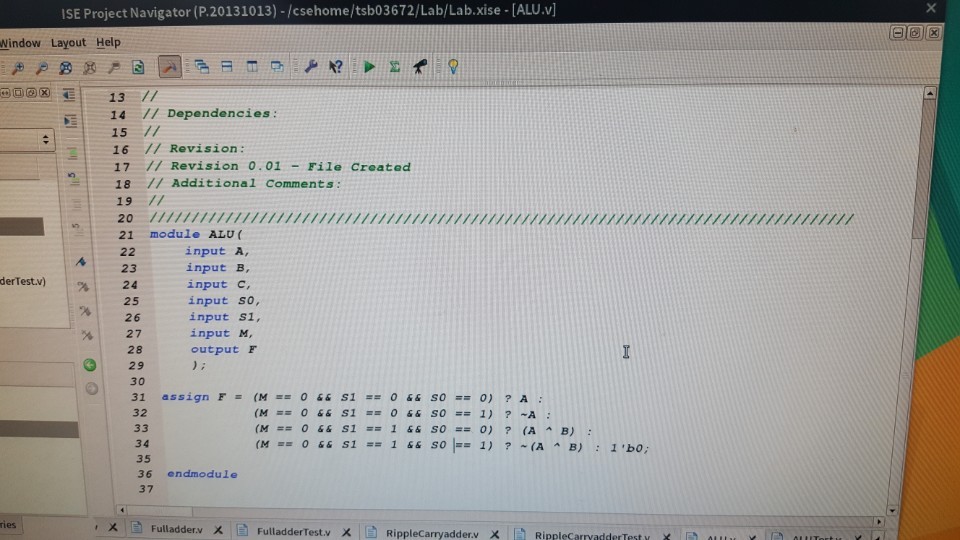 ISE Project Navigator (P.20131013) - /csehome/tsb03672/Lab/Lab.xise - [ALU.v]
Window Layout Help
13 //
14 // Dependencies:
15 //
16 // Revision:
17 // Revision 0.01 - File Created
18 // Additional Comments:
19 //
20 //////////////////////////////////////////////////////////////////////////////////
21 module ALU(
22 input A,
23 input B,
24 input C,
25 input S0,
26 input S1,
27 input M,
28 output F
29 );
30
31 assign F = (M == 0 && S1 == 0 && S0 == 0) ? A :
32 (M == 0 && S1 == 0 && S0 == 1) ? ~A :
33 (M == 0 && S1 == 1 && S0 == 0) ? (A ^ B) :
34 (M == 0 && S1 == 1 && S0 == 1) ? ~(A ^ B) : 1'b0;
35
36 endmodule
37
derTest.v)
ries
Fulladder.v
FulladderTest.v
RippleCarryadder.v
RippleCarryadderTest.v
ALU.v
ALUTest.v